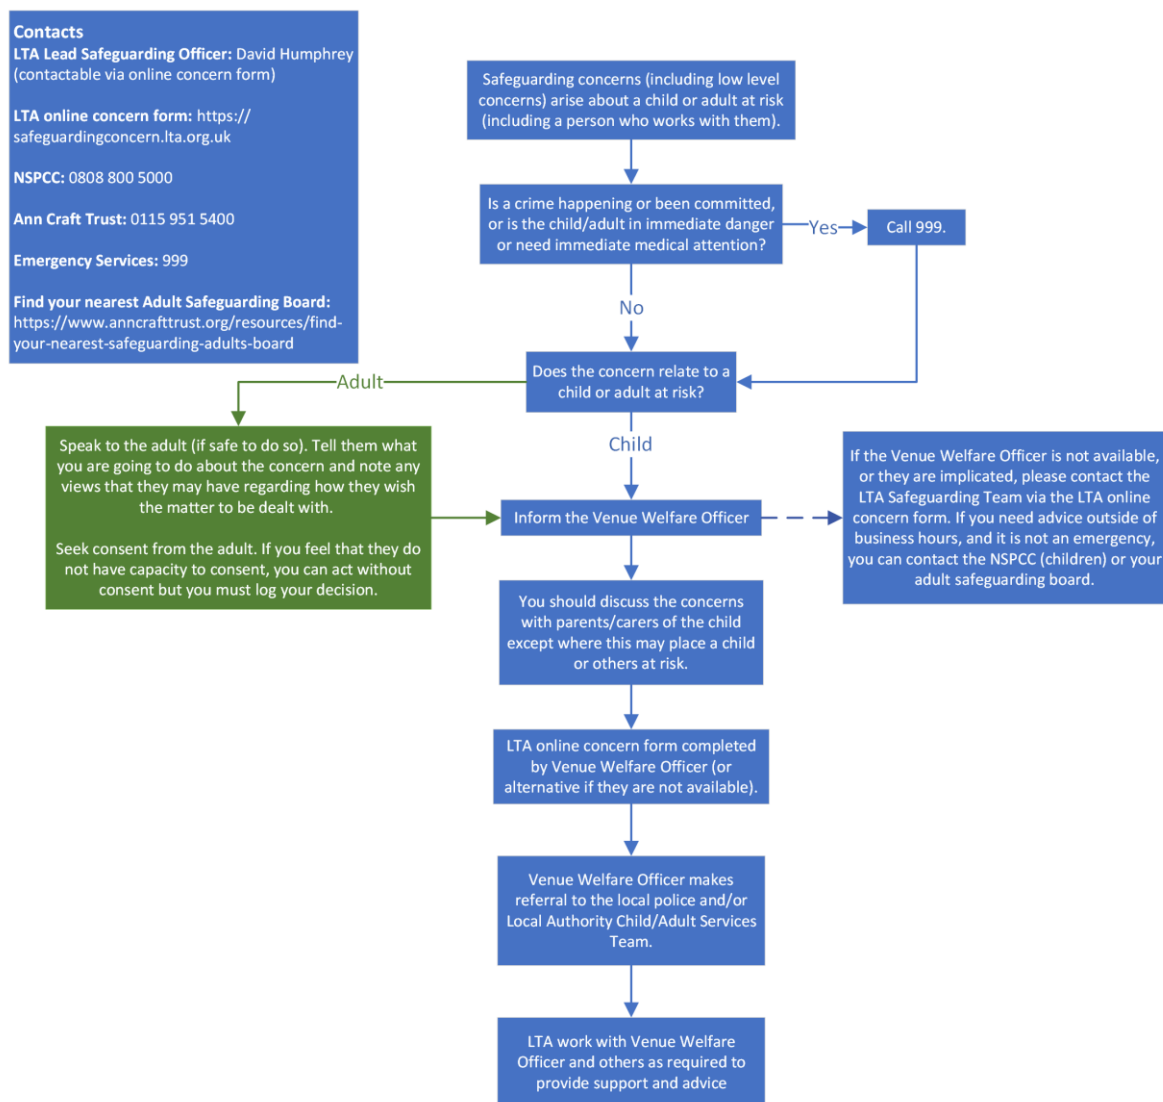 Contacts
LTA Lead Safeguarding Officer: David Humphrey
(contactable via online concern form)
LTA online concern form: https://
safeguardingconcern.lta.org.uk
NSPCC: 0808 800 5000
Ann Craft Trust: 0115 951 5400
Emergency Services: 999
Find your nearest Adult Safeguarding Board:
https://www.anncrafttrust.org/resources/find-
your-nearest-safeguarding-adults-board
Safeguarding concerns (including low level
concerns) arise about a child or adult at risk
(including a person who works with them).
Is a crime happening or been committed,
or is the child/adult in immediate danger
or need immediate medical attention?
Yes
Call 999.
No
Does the concern relate to a
child or adult at risk?
Adult
Child
Speak to the adult (if safe to do so). Tell them what
you are going to do about the concern and note any
views that they may have regarding how they wish
the matter to be dealt with.
Seek consent from the adult. If you feel that they do
not have capacity to consent, you can act without
consent but you must log your decision.
Inform the Venue Welfare Officer
If the Venue Welfare Officer is not available,
or they are implicated, please contact the
LTA Safeguarding Team via the LTA online
concern form. If you need advice outside of
business hours, and it is not an emergency,
you can contact the NSPCC (children) or your
adult safeguarding board.
You should discuss the concerns
with parents/carers of the child
except where this may place a child
or others at risk.
LTA online concern form completed
by Venue Welfare Officer (or
alternative if they are not available).
Venue Welfare Officer makes
referral to the local police and/or
Local Authority Child/Adult Services
Team.
LTA work with Venue Welfare
Officer and others as required to
provide support and advice